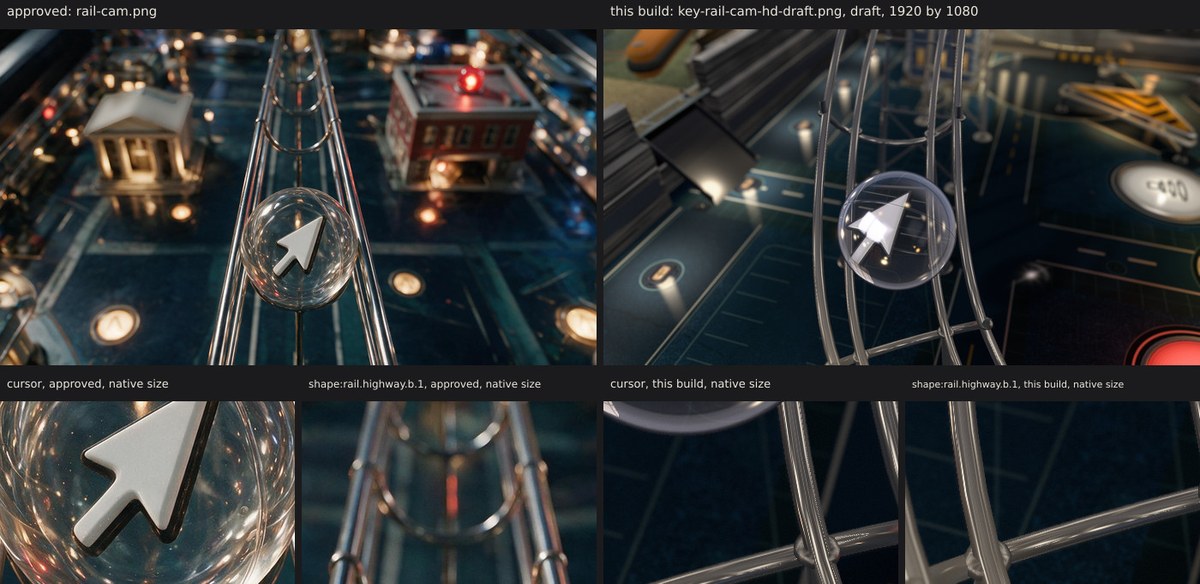 approved: rail-cam.png
this build: key-rail-cam-hd-draft.png, draft, 1920 by 1080
cursor, approved, native size
shape:rail.highway.b.1, approved, native size
cursor, this build, native size
shape:rail.highway.b.1, this build, native size